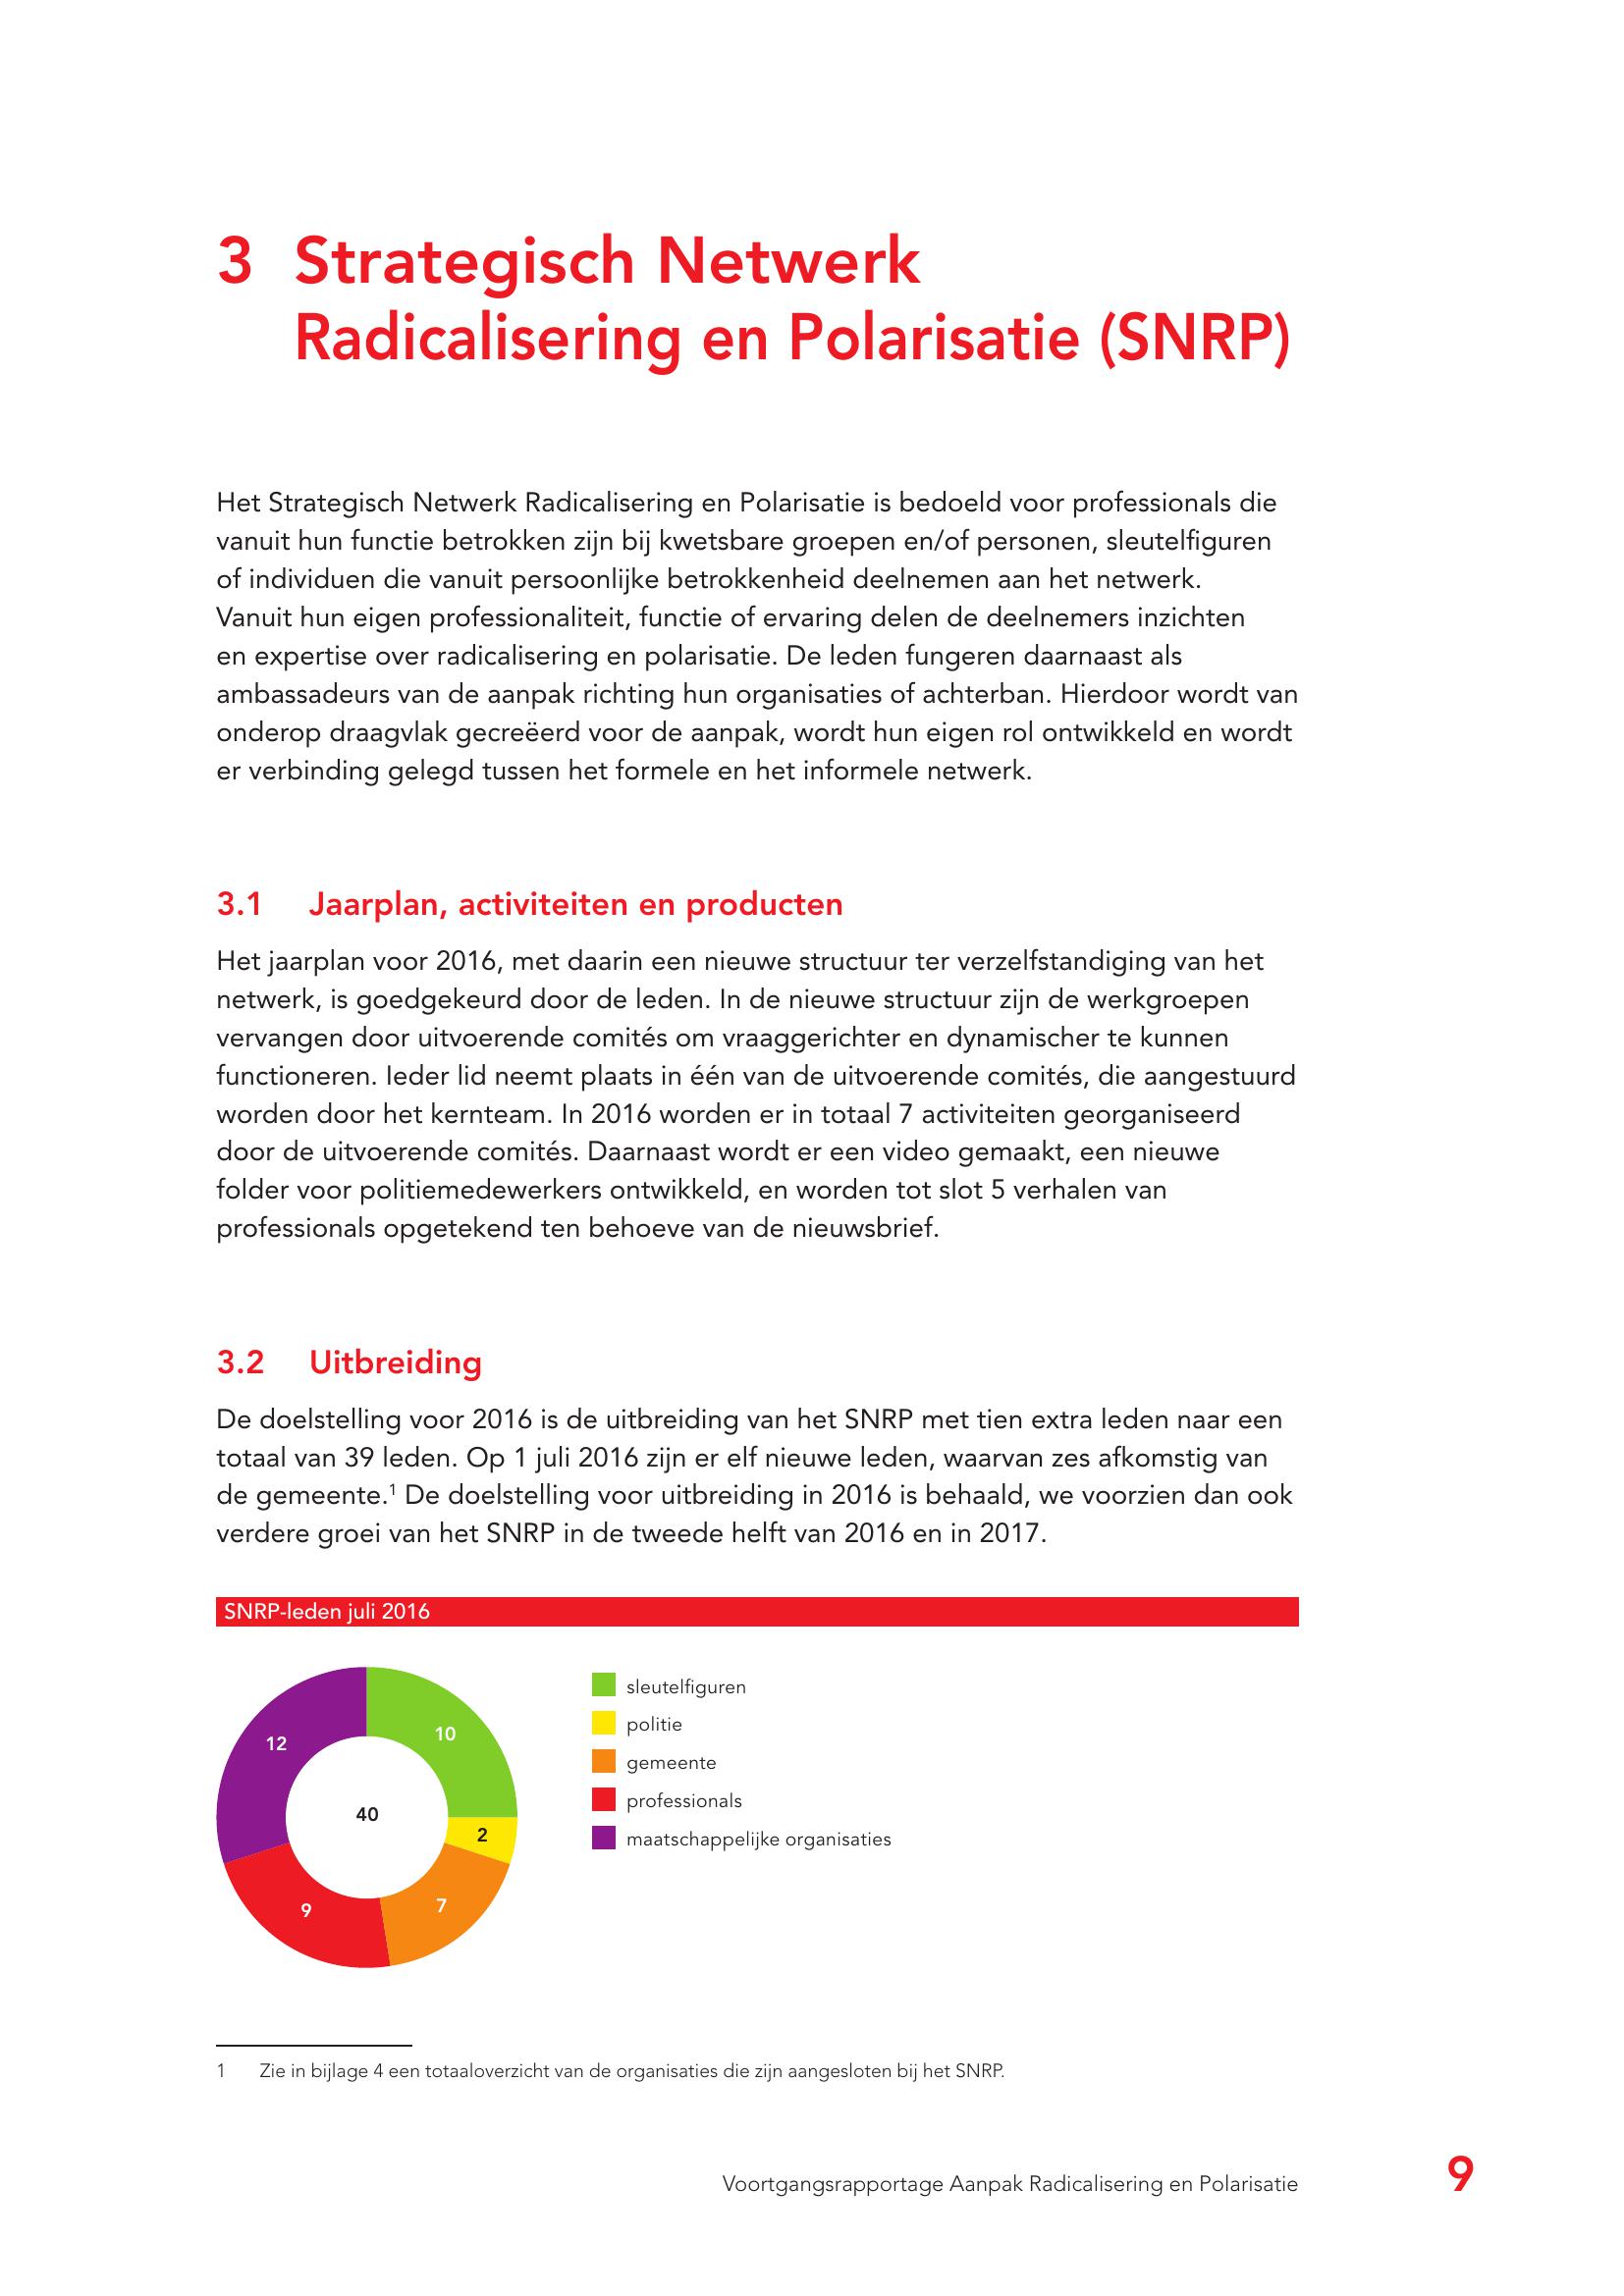 3 Strategisch Netwerk
Radicalisering en Polarisatie (SNRP)
Het Strategisch Netwerk Radicalisering en Polarisatie is bedoeld voor professionals die
vanuit hun functie betrokken zijn bij kwetsbare groepen en/of personen, sleutelfiguren
of individuen die vanuit persoonlijke betrokkenheid deelnemen aan het netwerk.
Vanuit hun eigen professionaliteit, functie of ervaring delen de deelnemers inzichten
en expertise over radicalisering en polarisatie. De leden fungeren daarnaast als
ambassadeurs van de aanpak richting hun organisaties of achterban. Hierdoor wordt van
onderop draagvlak gecreëerd voor de aanpak, wordt hun eigen rol ontwikkeld en wordt
er verbinding gelegd tussen het formele en het informele netwerk.
3.1 Jaarplan, activiteiten en producten
Het jaarplan voor 2016, met daarin een nieuwe structuur ter verzelfstandiging van het
netwerk, is goedgekeurd door de leden. In de nieuwe structuur zijn de werkgroepen
vervangen door uitvoerende comités om vraaggerichter en dynamischer te kunnen
functioneren. Ieder lid neemt plaats in één van de uitvoerende comités, die aangestuurd
worden door het kernteam. In 2016 worden er in totaal 7 activiteiten georganiseerd
door de uitvoerende comités. Daarnaast wordt er een video gemaakt, een nieuwe
folder voor politiemedewerkers ontwikkeld, en worden tot slot 5 verhalen van
professionals opgetekend ten behoeve van de nieuwsbrief.
3.2 Uitbreiding
De doelstelling voor 2016 is de uitbreiding van het SNRP met tien extra leden naar een
totaal van 39 leden. Op 1 juli 2016 zijn er elf nieuwe leden, waarvan zes afkomstig van
de gemeente.¹ De doelstelling voor uitbreiding in 2016 is behaald, we voorzien dan ook
verdere groei van het SNRP in de tweede helft van 2016 en in 2017.
SNRP-leden juli 2016
10
2
7
9
12
40
sleutelfiguren
politie
gemeente
professionals
maatschappelijke organisaties
1 Zie in bijlage 4 een totaaloverzicht van de organisaties die zijn aangesloten bij het SNRP.
Voortgangsrapportage Aanpak Radicalisering en Polarisatie 9